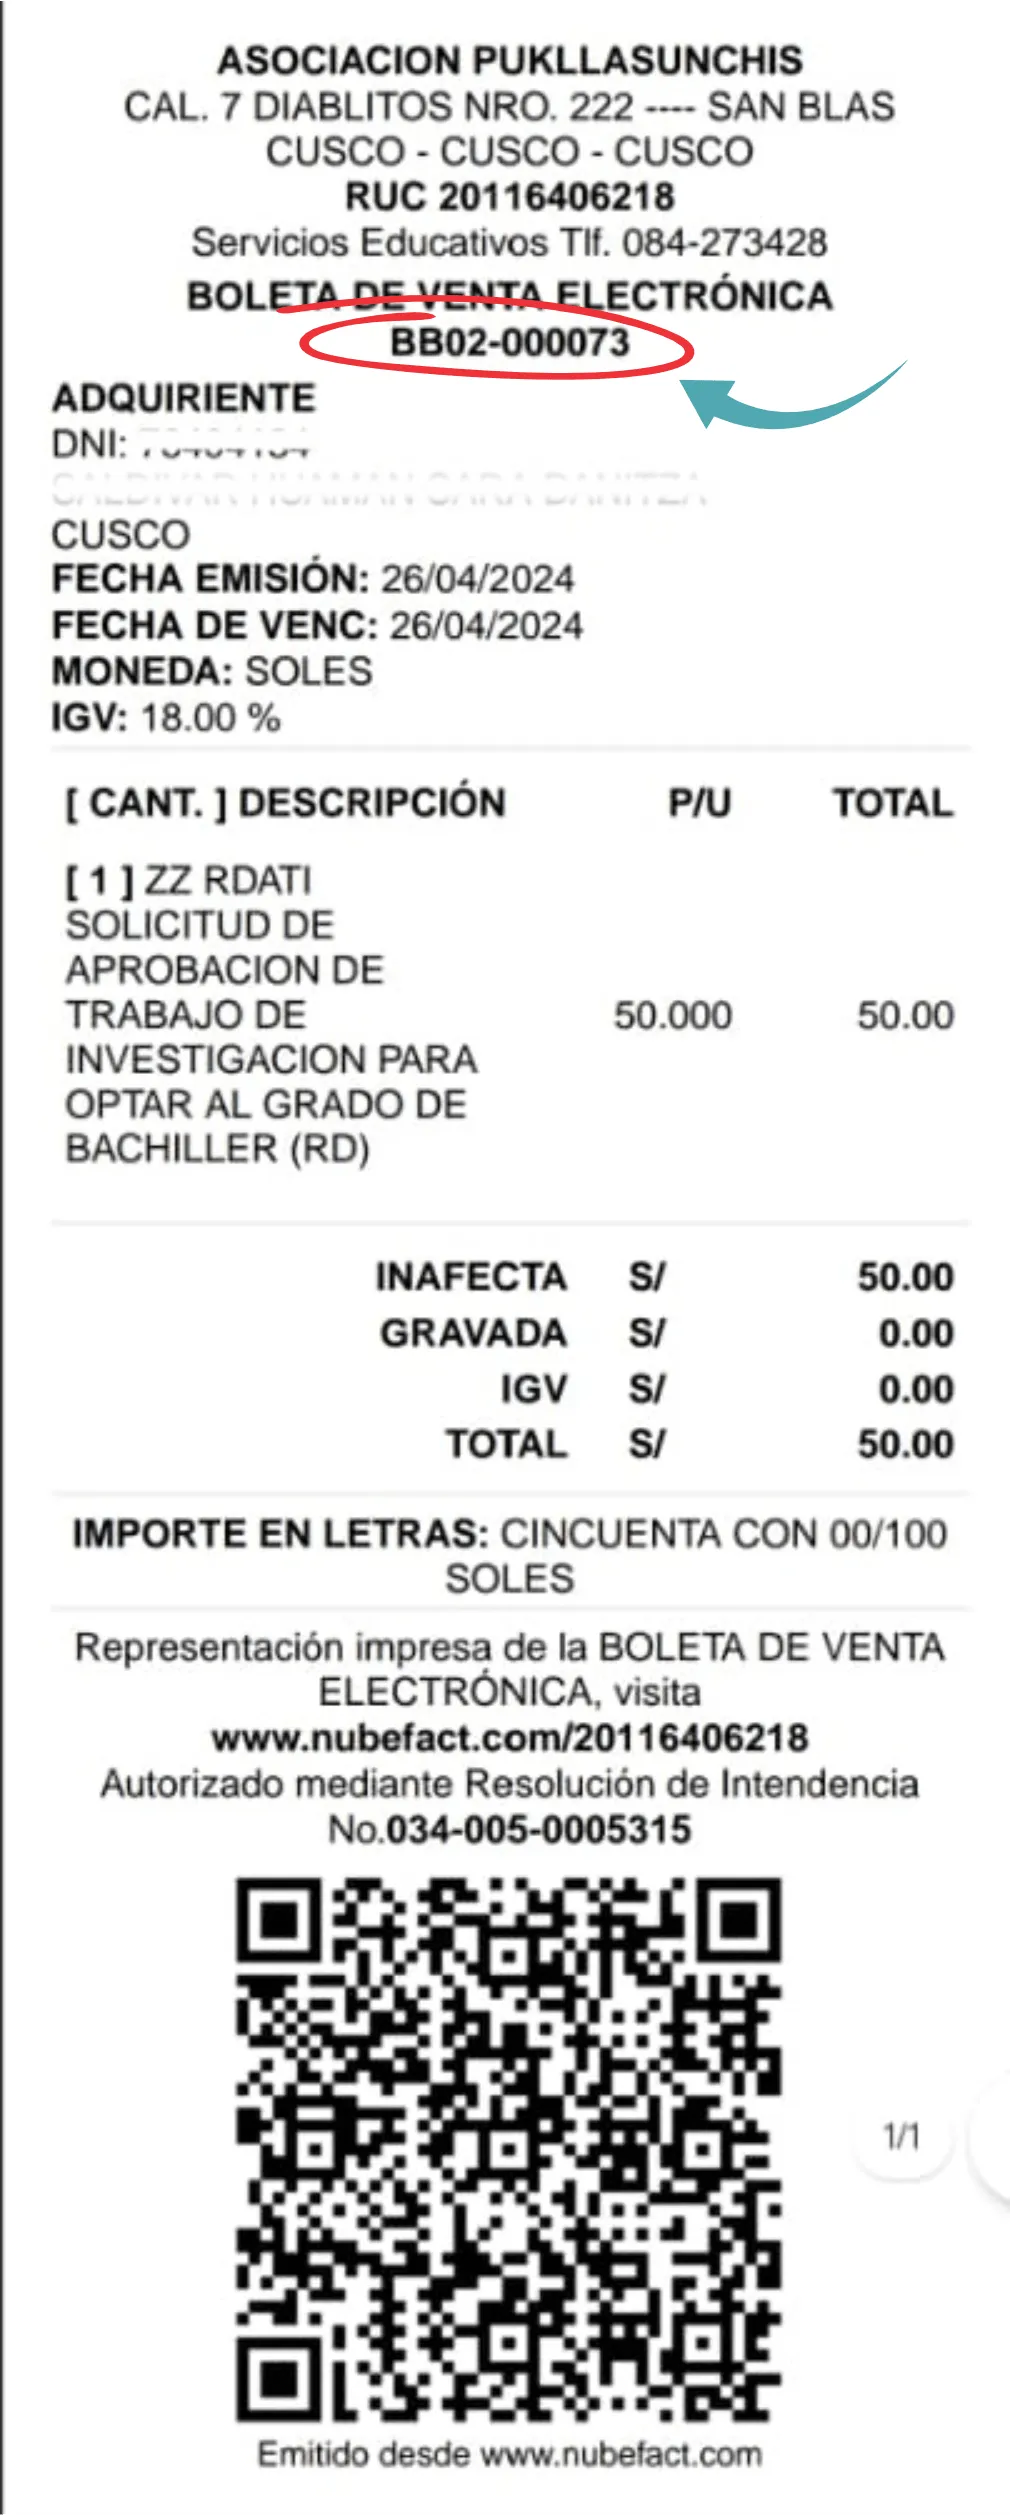 ASOCIACION PUKLLASUNCHIS
CAL. 7 DIABLITOS NRO. 222 ---- SAN BLAS
CUSCO - CUSCO - CUSCO
RUC 20116406218
Servicios Educativos Tlf. 084-273428
BOLETA DE VENTA ELECTRÓNICA
BB02-000073
ADQUIRIENTE
DNI:
CUSCO
FECHA EMISIÓN: 26/04/2024
FECHA DE VENC: 26/04/2024
MONEDA: SOLES
IGV: 18.00 %
[ CANT. ] DESCRIPCIÓN P/U TOTAL
[ 1 ] ZZ RDATI
SOLICITUD DE
APROBACION DE
TRABAJO DE 50.000 50.00
INVESTIGACION PARA
OPTAR AL GRADO DE
BACHILLER (RD)
INAFECTA S/ 50.00
GRAVADA S/ 0.00
IGV S/ 0.00
TOTAL S/ 50.00
IMPORTE EN LETRAS: CINCUENTA CON 00/100
SOLES
Representación impresa de la BOLETA DE VENTA
ELECTRÓNICA, visita
www.nubefact.com/20116406218
Autorizado mediante Resolución de Intendencia
No.034-005-0005315
1/1
Emitido desde www.nubefact.com